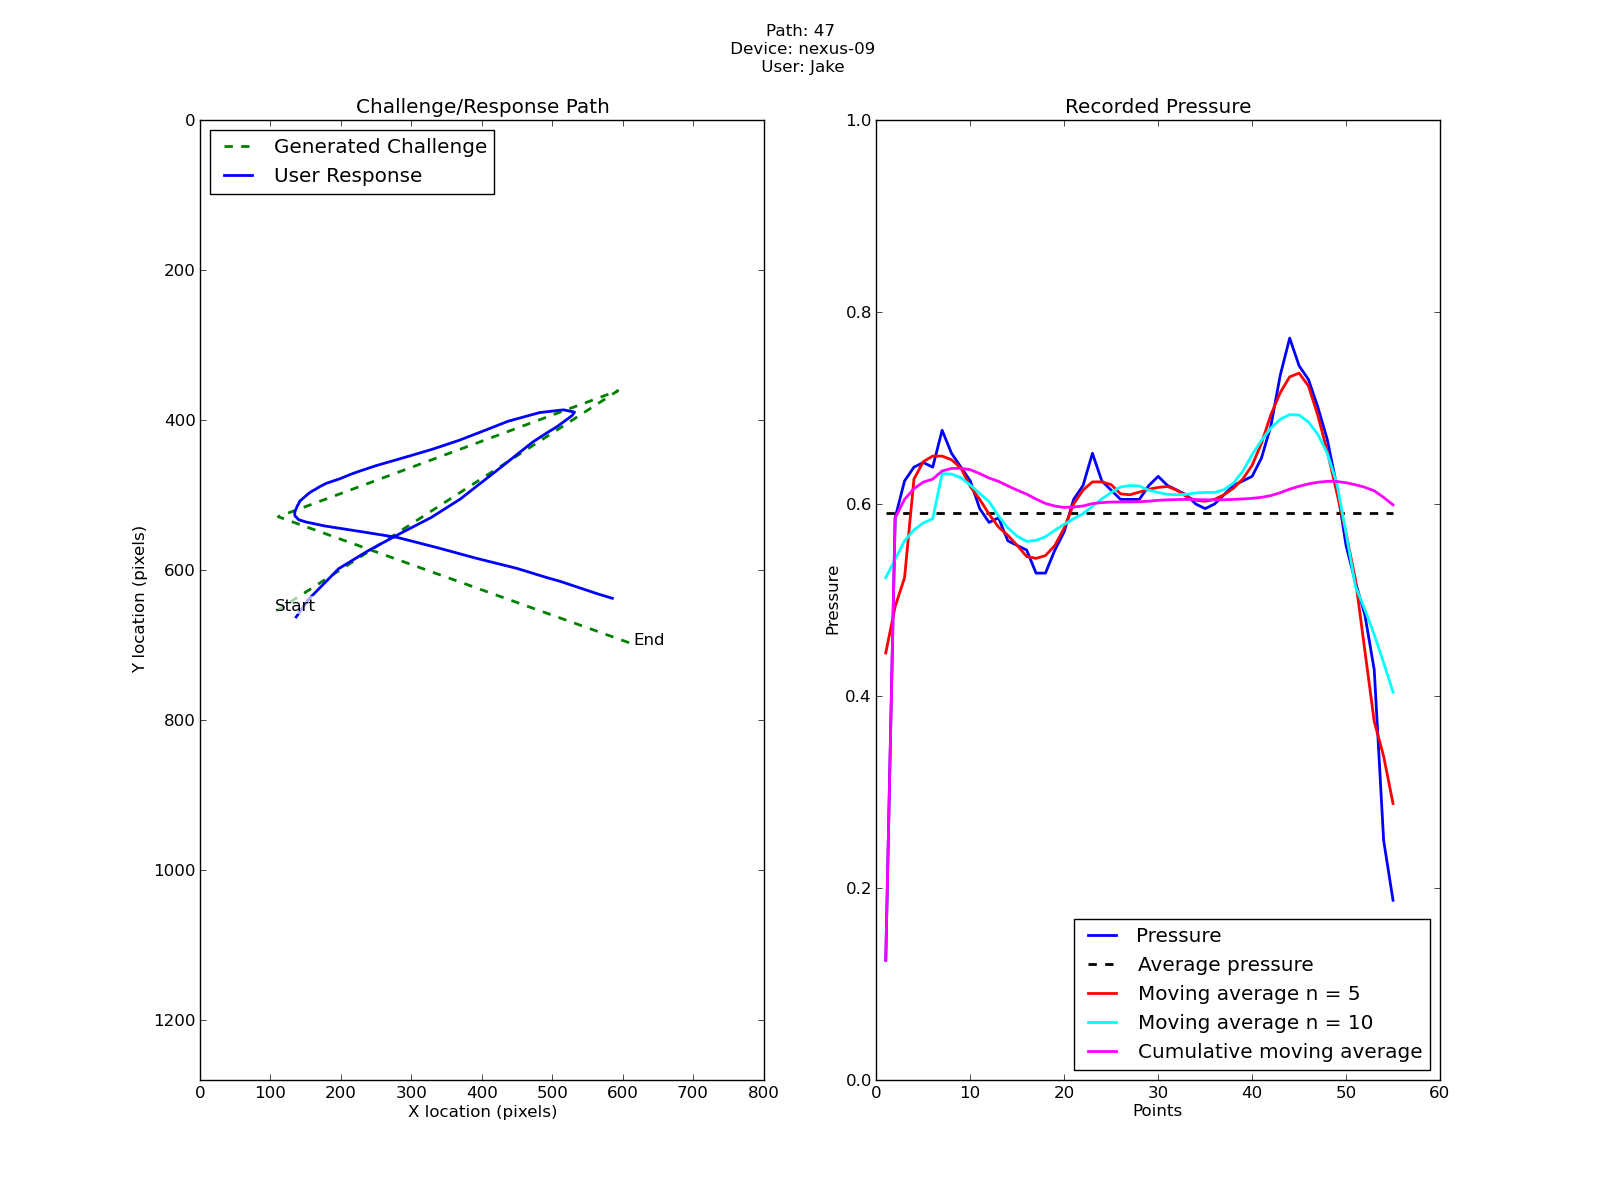 Path: 47
Device: nexus-09
User: Jake
Challenge/Response Path
Generated Challenge
User Response
0
200
400
600
800
1000
1200
Y location (pixels)
Start
End
0 100 200 300 400 500 600 700 800
X location (pixels)
Recorded Pressure
1.0
0.8
0.6
0.4
0.2
0.0
Pressure
Pressure
Average pressure
Moving average n = 5
Moving average n = 10
Cumulative moving average
0 10 20 30 40 50 60
Points